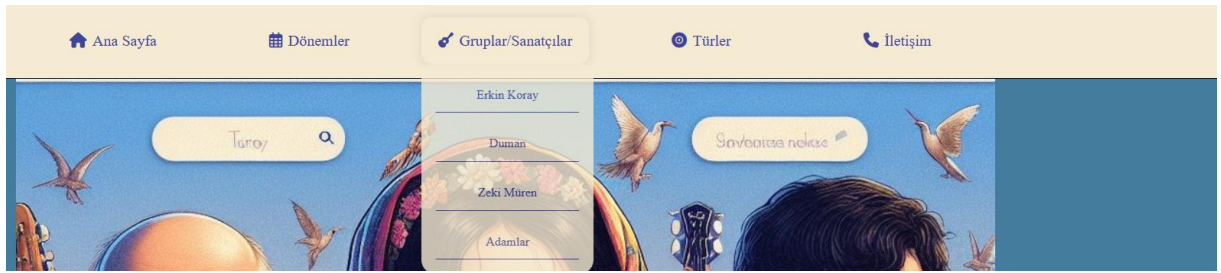 Ana Sayfa
Dönemler
Gruplar/Sanatçılar
Türler
İletişim
Erkin Koray
Duman
Zeki Müren
Adamlar